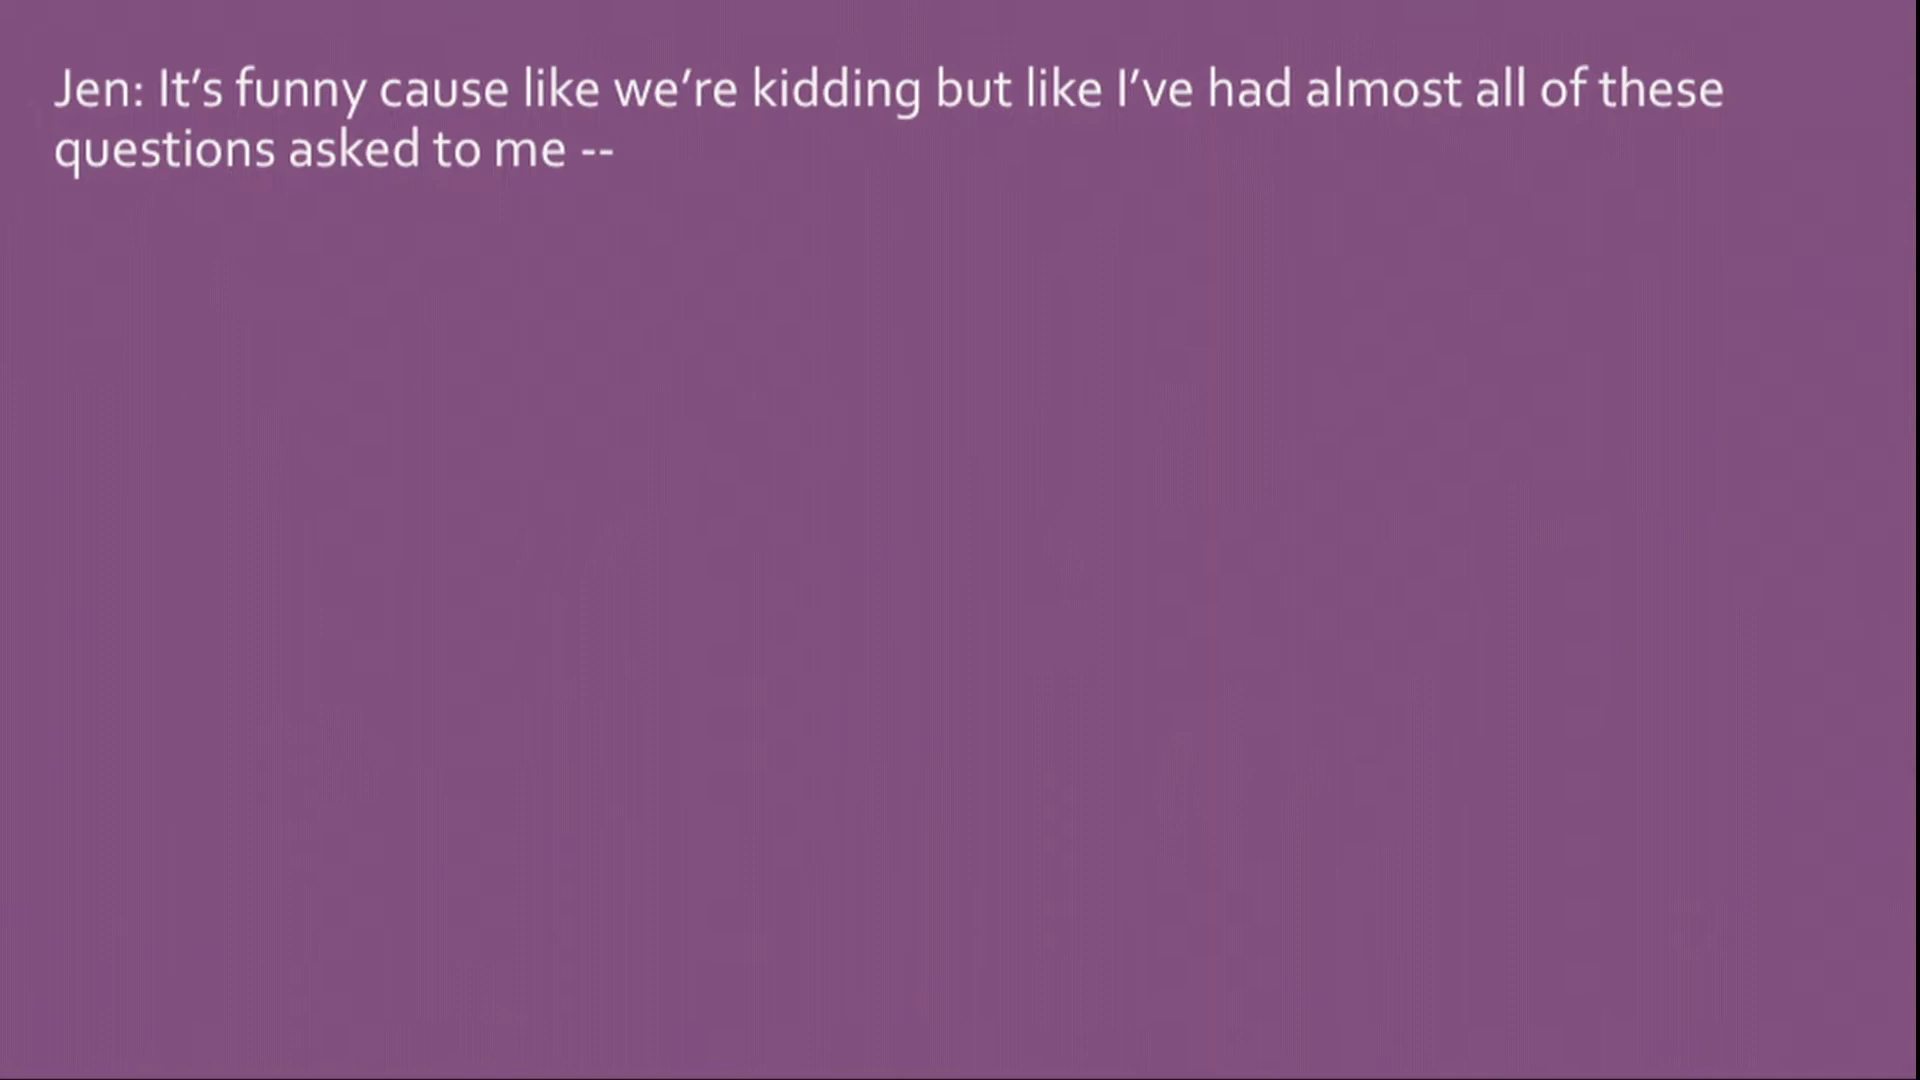 Jen: It’s funny cause like we’re kidding but like I’ve had almost all of these
questions asked to me --